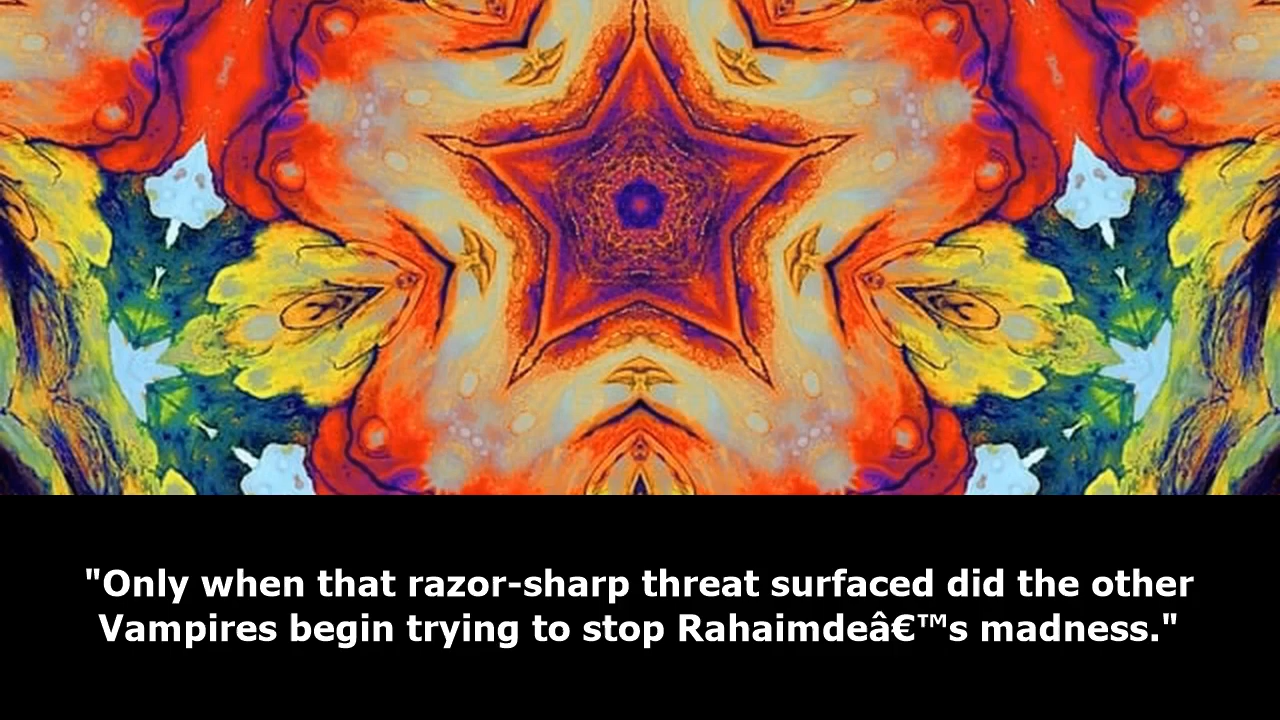 "Only when that razor-sharp threat surfaced did the other
Vampires begin trying to stop Rahaimdeâ€™s madness."